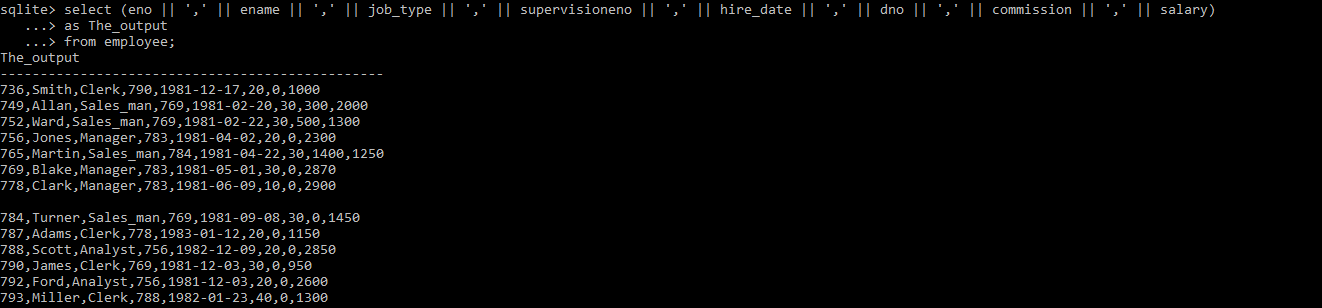 sqlite> select (eno || ',' || ename || ',' || job_type || ',' || supervisioneno || ',' || hire_date || ',' || dno || ',' || commission || ',' || salary)
   ...> as The_output
   ...> from employee;
The_output
------------------------------------------------
736,Smith,Clerk,790,1981-12-17,20,0,1000
749,Allan,Sales_man,769,1981-02-20,30,300,2000
752,Ward,Sales_man,769,1981-02-22,30,500,1300
756,Jones,Manager,783,1981-04-02,20,0,2300
765,Martin,Sales_man,784,1981-04-22,30,1400,1250
769,Blake,Manager,783,1981-05-01,30,0,2870
778,Clark,Manager,783,1981-06-09,10,0,2900

784,Turner,Sales_man,769,1981-09-08,30,0,1450
787,Adams,Clerk,778,1983-01-12,20,0,1150
788,Scott,Analyst,756,1982-12-09,20,0,2850
790,James,Clerk,769,1981-12-03,30,0,950
792,Ford,Analyst,756,1981-12-03,20,0,2600
793,Miller,Clerk,788,1982-01-23,40,0,1300